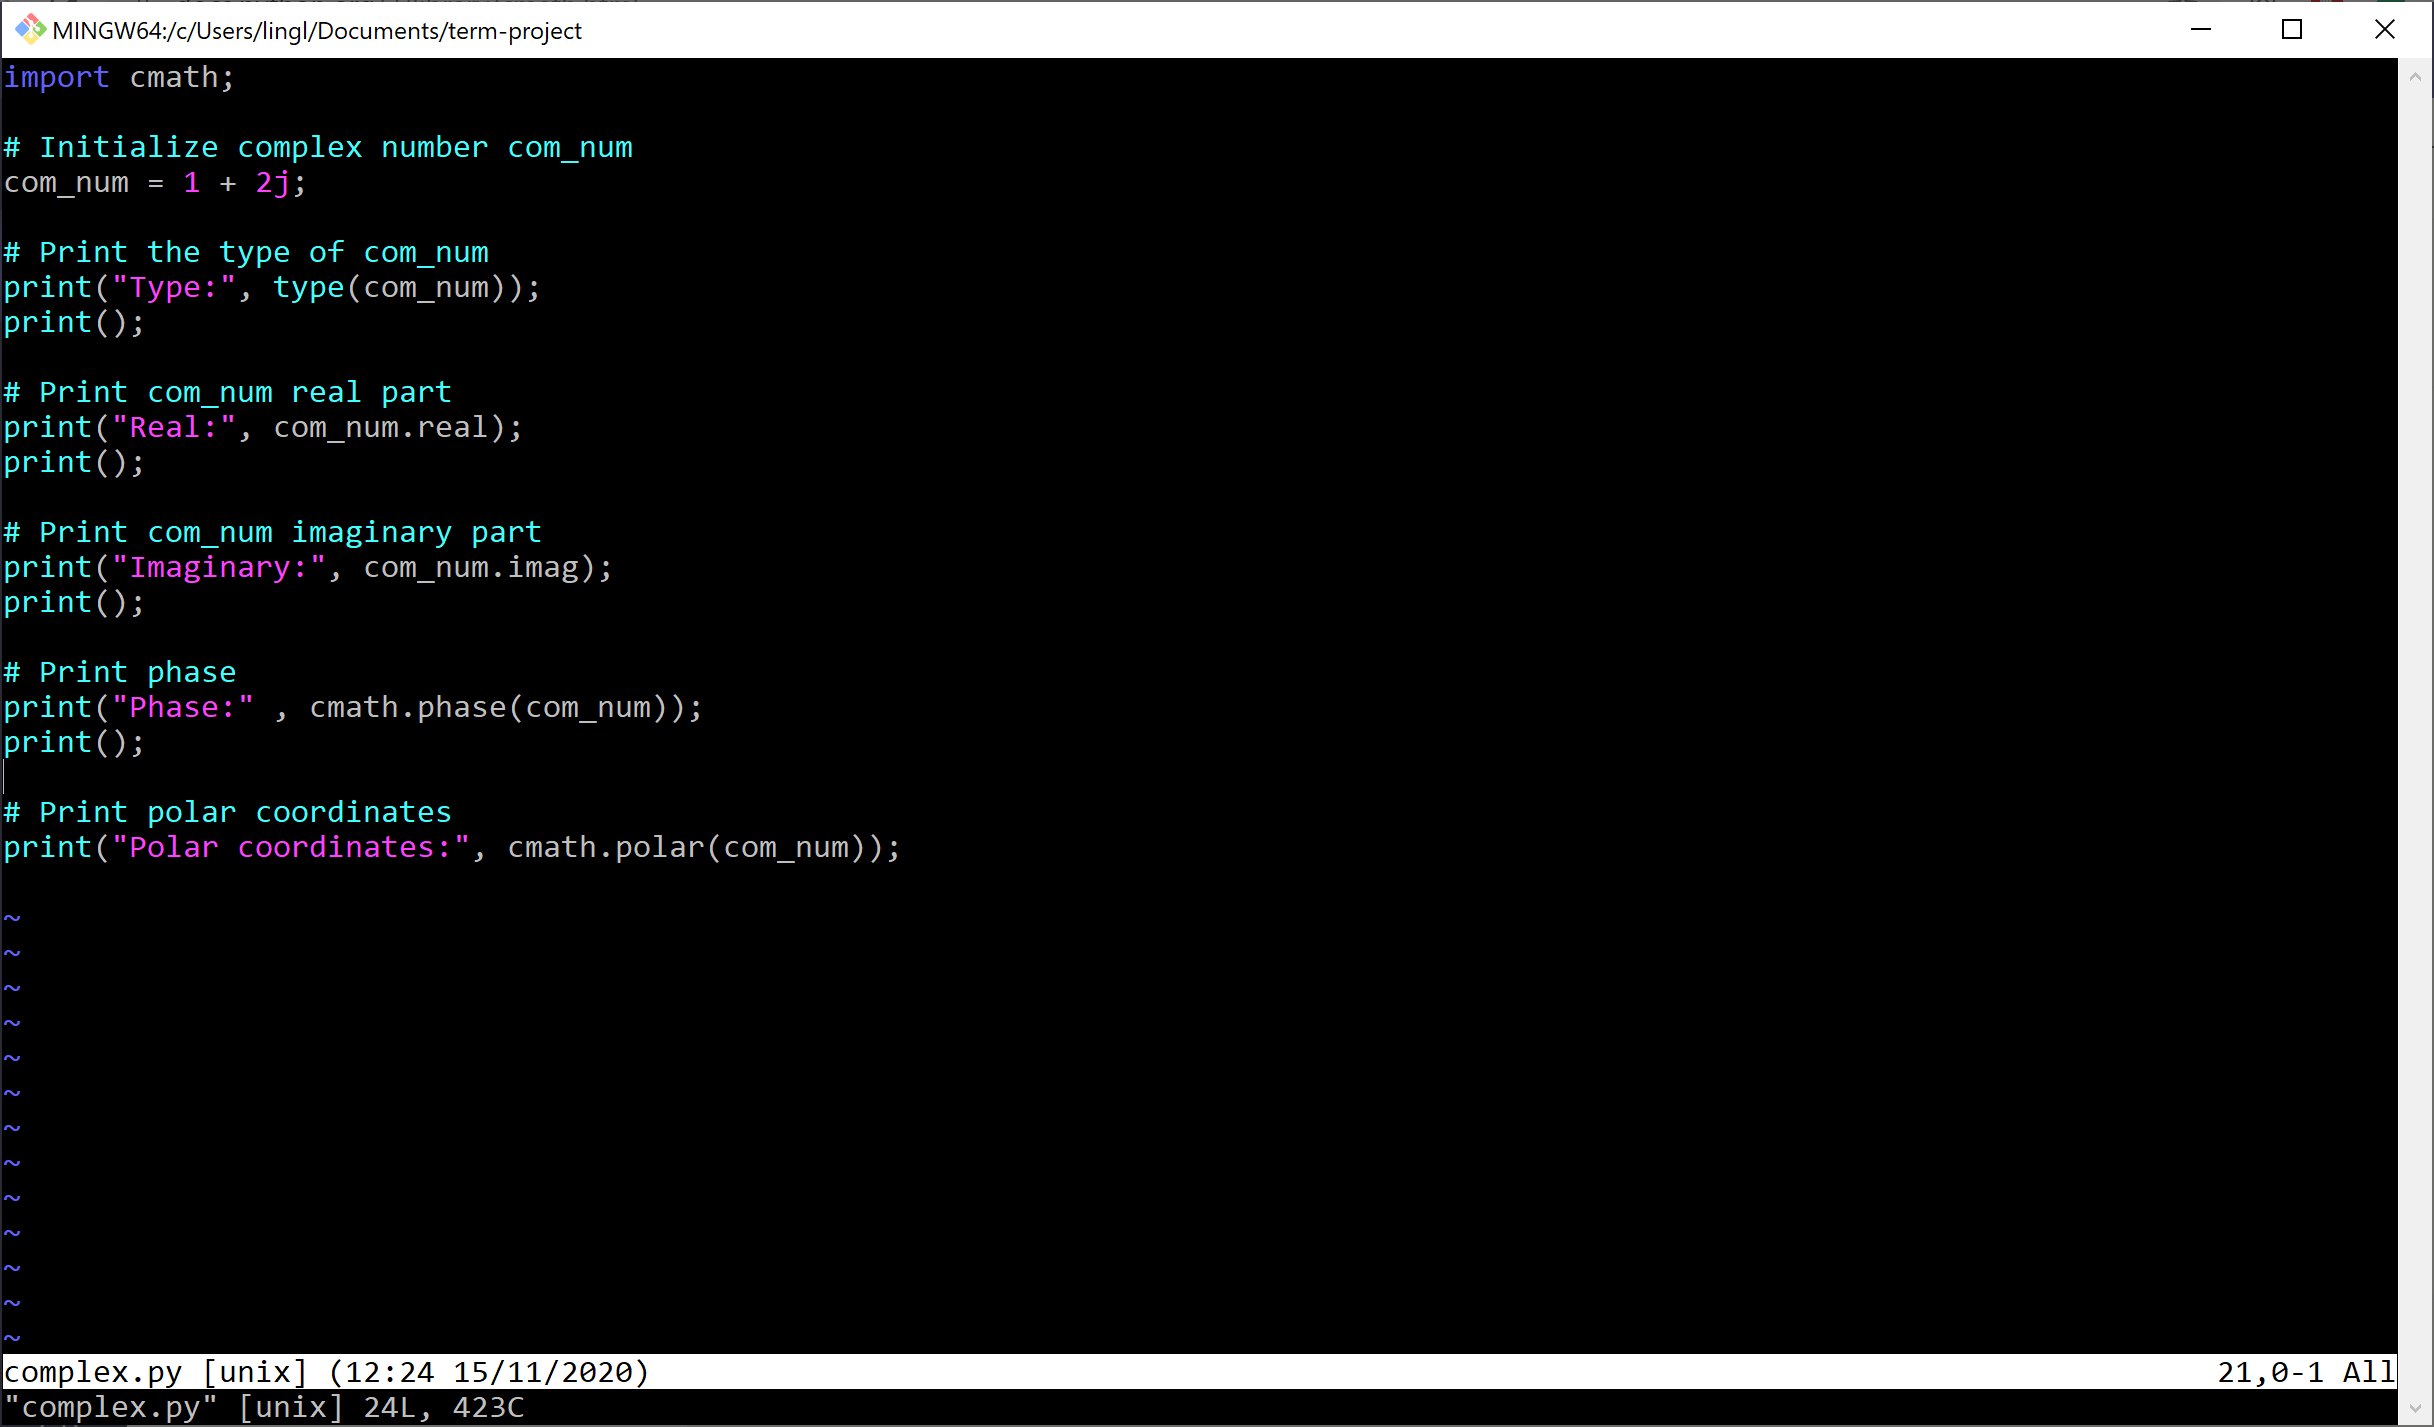 MINGW64:/c/Users/lingl/Documents/term-project
import cmath;
# Initialize complex number com_num
com_num = 1 + 2j;
# Print the type of com_num
print("Type:", type(com_num));
print();
# Print com_num real part
print("Real:", com_num.real);
print();
# Print com_num imaginary part
print("Imaginary:", com_num.imag);
print();
# Print phase
print("Phase:" , cmath.phase(com_num));
print();
# Print polar coordinates
print("Polar coordinates:", cmath.polar(com_num));
~
~
~
~
~
~
~
~
~
~
~
~
~
complex.py [unix] (12:24 15/11/2020) 21,0-1 All
"complex.py" [unix] 24L, 423C